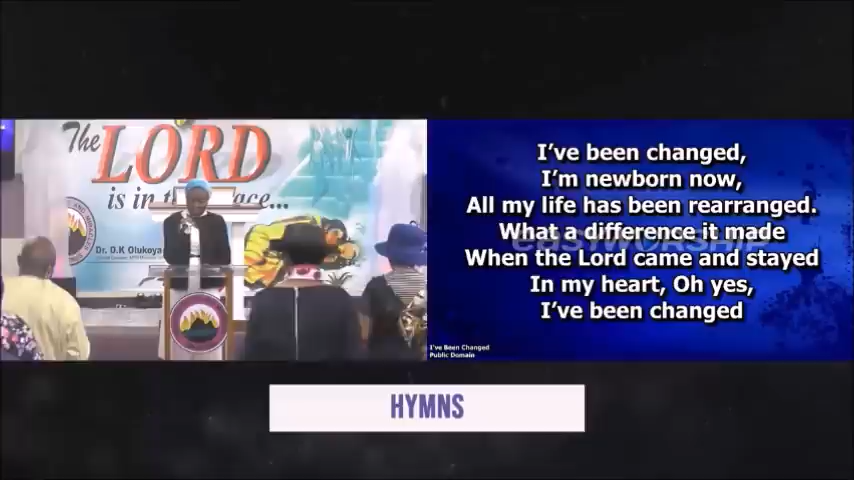 The
LORD
is in
ace...
Dr. D.K Olukoya
I've been changed,
I'm newborn now,
All my life has been rearranged.
What a difference it made
easyworship
When the Lord came and stayed
In my heart, Oh yes,
I've been changed
I've Been Changed
Public Domain
HYMNS